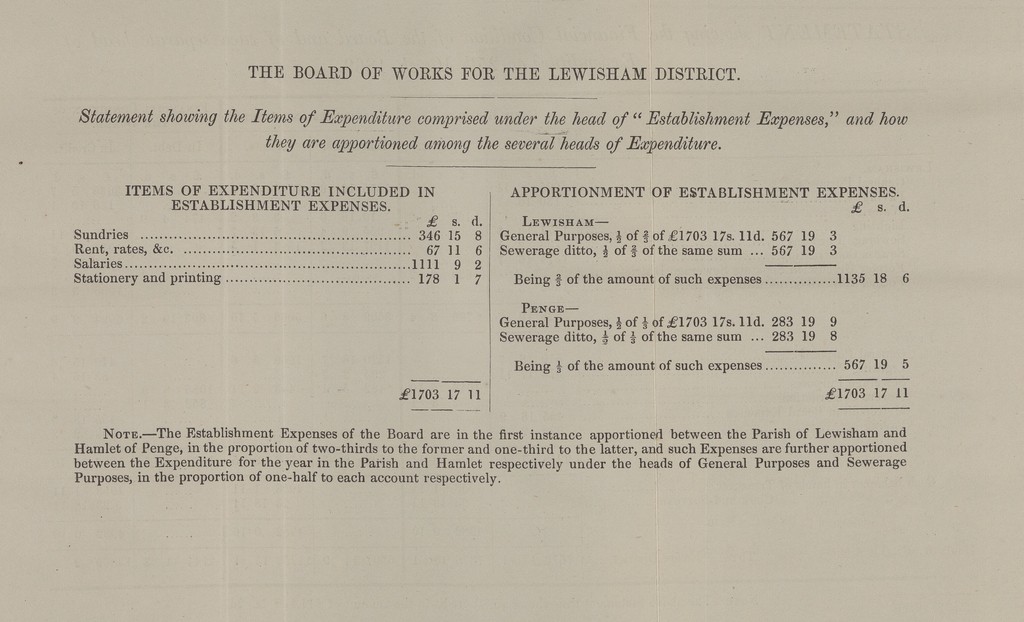 THE BOARD OF WORKS FOR THE LEWISHAM DISTRICT.
Statement showing the Items of Expenditure comprised under the head of “ Establishment Expenses,” and how
they are apportioned among the several heads of Expenditure.
ITEMS OF EXPENDITURE INCLUDED IN
ESTABLISHMENT EXPENSES.
£ s. d.
Sundries ........................................ 346 15 8
Rent, rates, &c. ........................................ 67 11 6
Salaries........................................1111 9 2
Stationery and printing ........................................ 178 1 7
£1703 17 11
APPORTIONMENT OF ESTABLISHMENT EXPENSES.
£ s. d.
LEWISHAM—
General Purposes, ½ of ⅔ of £1703 17s. 11d. 567 19 3
Sewerage ditto, ½ of ⅔ of the same sum ... 567 19 3
Being ⅔ of the amount of such expenses...............1135 18 6
PENGE—
General Purposes, ½ of ⅓ of £1703 17s. 11d. 283 19 9
Sewerage ditto, ½ of ⅓ of the same sum ... 283 19 8
Being ⅓ of the amount of such expenses............... 567 19 5
£1703 17 11
NOTE.—The Establishment Expenses of the Board are in the first instance apportioned between the Parish of Lewisham and
Hamlet of Penge, in the proportion of two-thirds to the former and one-third to the latter, and such Expenses are further apportioned
between the Expenditure for the year in the Parish and Hamlet respectively under the heads of General Purposes and Sewerage
Purposes, in the proportion of one-half to each account respectively.